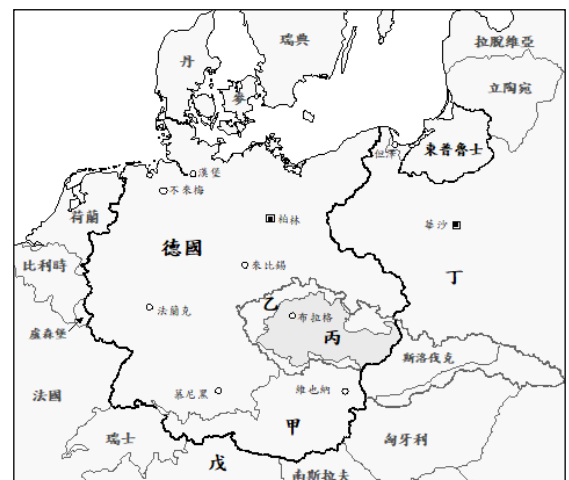 瑞典
丹
麥
拉脫維亞
立陶宛
東普魯士
但澤
漢堡
不來梅
荷蘭
柏林
華沙
德國
比利時
來比錫
丁
乙
法蘭克
布拉格
丙
盧森堡
斯洛伐克
法國
慕尼黑
維也納
甲
瑞士
匈牙利
戊
南斯拉夫